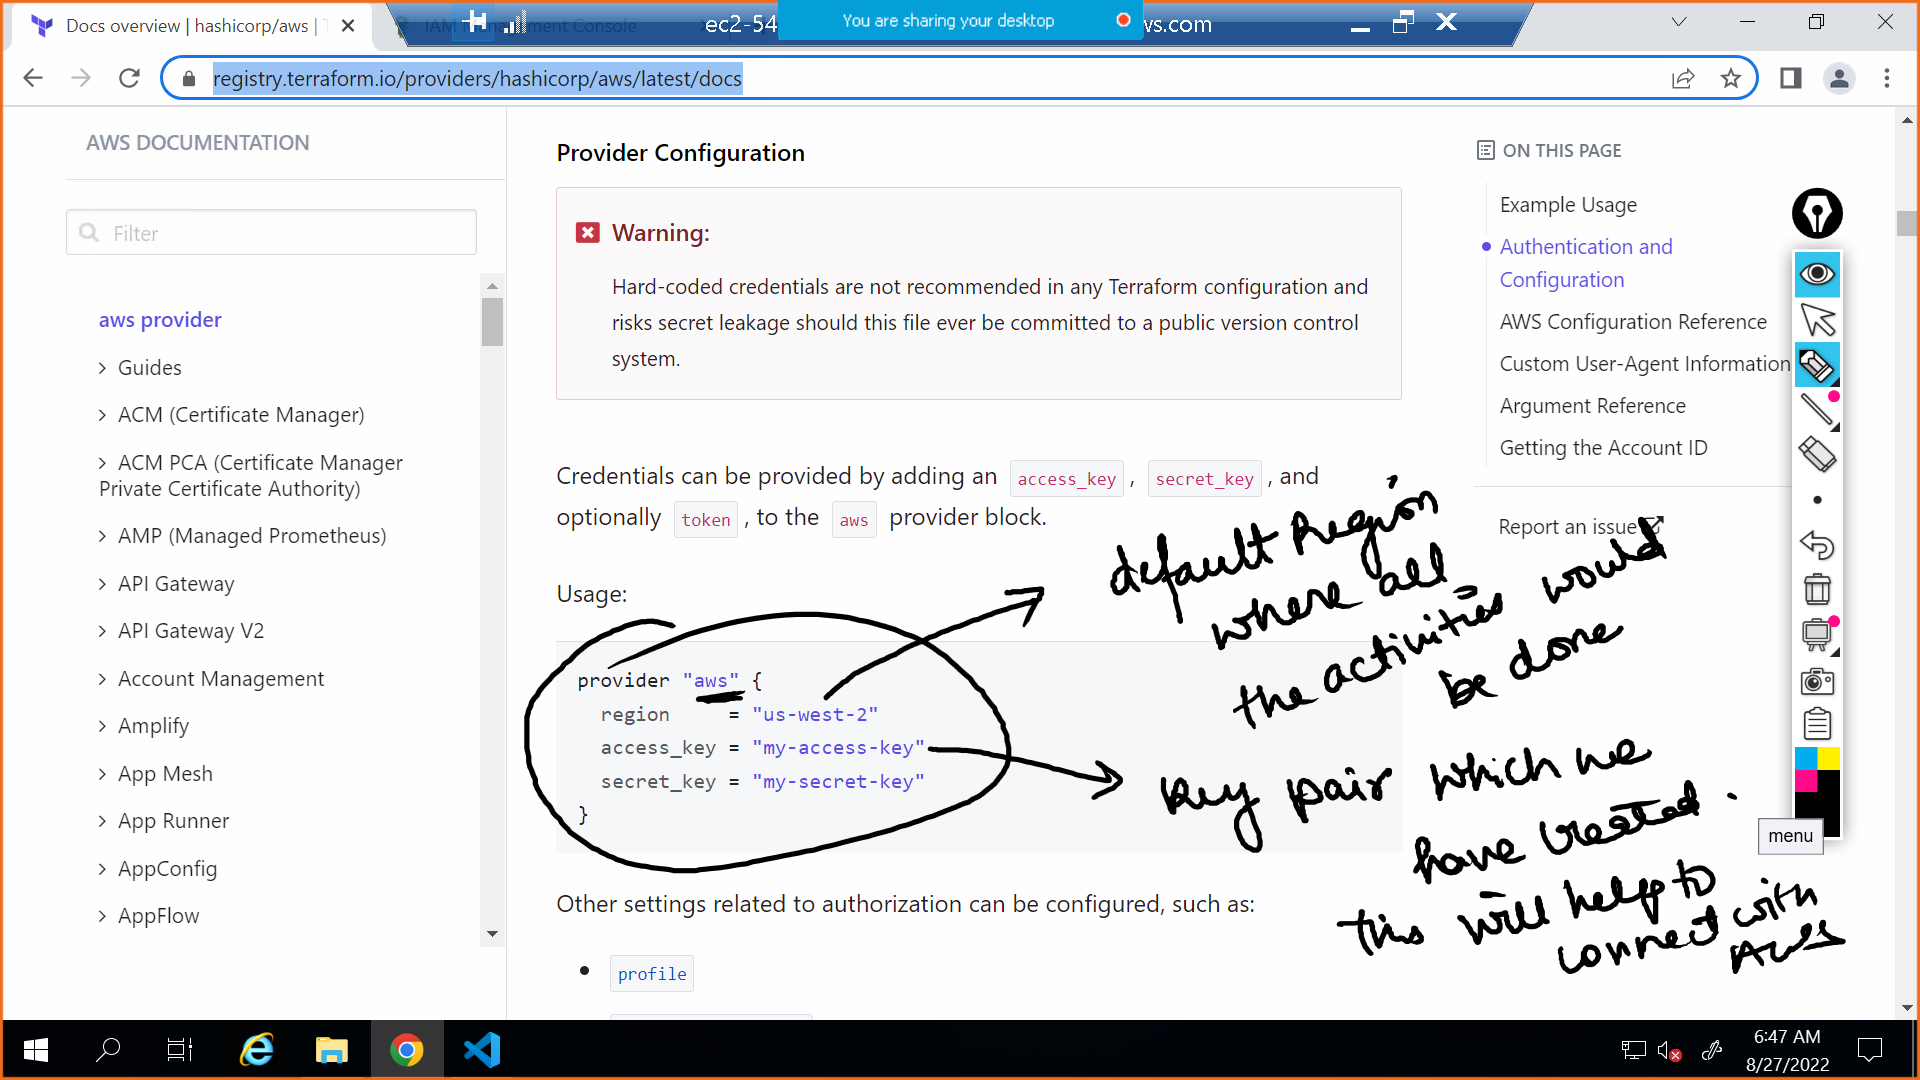 Docs overview | hashicorp/aws |
IAM Management Console
ec2-54
You are sharing your desktop
ws.com
registry.terraform.io/providers/hashicorp/aws/latest/docs
AWS DOCUMENTATION
Filter
aws provider
Guides
ACM (Certificate Manager)
ACM PCA (Certificate Manager
Private Certificate Authority)
AMP (Managed Prometheus)
API Gateway
API Gateway V2
Account Management
Amplify
App Mesh
App Runner
AppConfig
AppFlow
Provider Configuration
Warning:
Hard-coded credentials are not recommended in any Terraform configuration and
risks secret leakage should this file ever be committed to a public version control
system.
Credentials can be provided by adding an access_key , secret_key , and
optionally token , to the aws provider block.
Usage:
provider "aws" {
region = "us-west-2"
access_key = "my-access-key"
secret_key = "my-secret-key"
}
Other settings related to authorization can be configured, such as:
profile
default Region
where all
the activities would
be done
key pair which we
have created.
this will help to
connect with
AWS
ON THIS PAGE
Example Usage
Authentication and
Configuration
AWS Configuration Reference
Custom User-Agent Information
Argument Reference
Getting the Account ID
Report an issue
menu
6:47 AM
8/27/2022